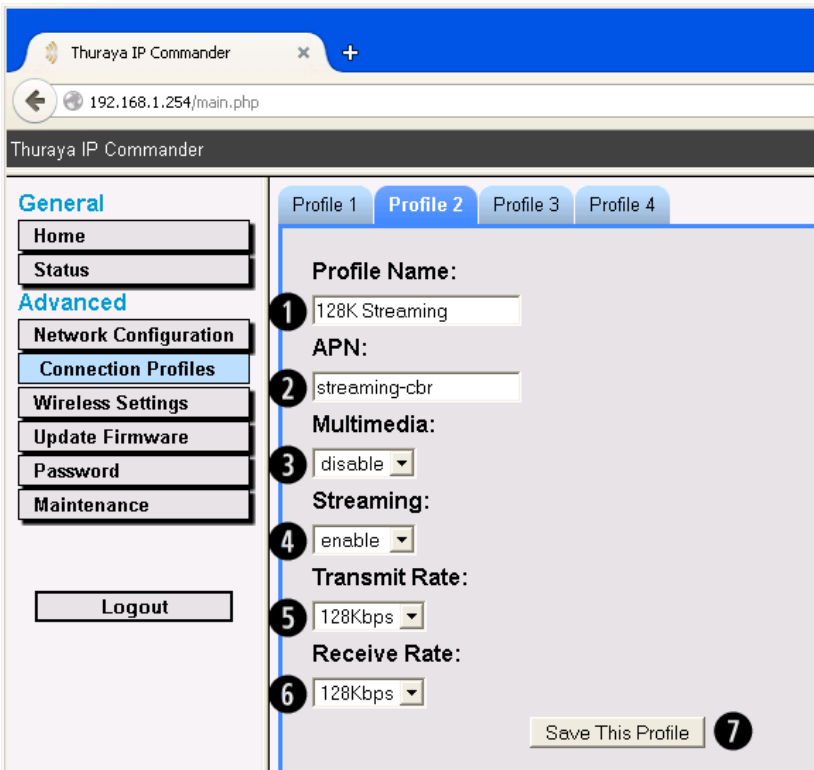 Thuraya IP Commander
192.168.1.254/main.php
Thuraya IP Commander
General
Home
Status
Advanced
Network Configuration
Connection Profiles
Wireless Settings
Update Firmware
Password
Maintenance
Logout
Profile 1 Profile 2 Profile 3 Profile 4
Profile Name:
1 128K Streaming
APN:
2 streaming-cbr
Multimedia:
3 disable
Streaming:
4 enable
Transmit Rate:
5 128Kbps
Receive Rate:
6 128Kbps
Save This Profile 7